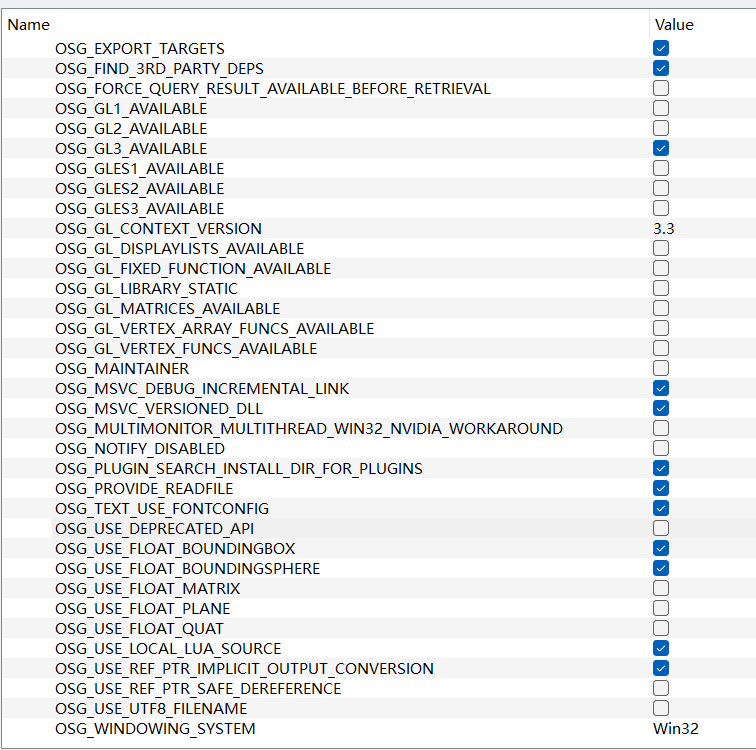 Name Value
OSG_EXPORT_TARGETS
OSG_FIND_3RD_PARTY_DEPS
OSG_FORCE_QUERY_RESULT_AVAILABLE_BEFORE_RETRIEVAL
OSG_GL1_AVAILABLE
OSG_GL2_AVAILABLE
OSG_GL3_AVAILABLE
OSG_GLES1_AVAILABLE
OSG_GLES2_AVAILABLE
OSG_GLES3_AVAILABLE
OSG_GL_CONTEXT_VERSION 3.3
OSG_GL_DISPLAYLISTS_AVAILABLE
OSG_GL_FIXED_FUNCTION_AVAILABLE
OSG_GL_LIBRARY_STATIC
OSG_GL_MATRICES_AVAILABLE
OSG_GL_VERTEX_ARRAY_FUNCS_AVAILABLE
OSG_GL_VERTEX_FUNCS_AVAILABLE
OSG_MAINTAINER
OSG_MSVC_DEBUG_INCREMENTAL_LINK
OSG_MSVC_VERSIONED_DLL
OSG_MULTIMONITOR_MULTITHREAD_WIN32_NVIDIA_WORKAROUND
OSG_NOTIFY_DISABLED
OSG_PLUGIN_SEARCH_INSTALL_DIR_FOR_PLUGINS
OSG_PROVIDE_READFILE
OSG_TEXT_USE_FONTCONFIG
OSG_USE_DEPRECATED_API
OSG_USE_FLOAT_BOUNDINGBOX
OSG_USE_FLOAT_BOUNDINGSPHERE
OSG_USE_FLOAT_MATRIX
OSG_USE_FLOAT_PLANE
OSG_USE_FLOAT_QUAT
OSG_USE_LOCAL_LUA_SOURCE
OSG_USE_REF_PTR_IMPLICIT_OUTPUT_CONVERSION
OSG_USE_REF_PTR_SAFE_DEREFERENCE
OSG_USE_UTF8_FILENAME
OSG_WINDOWING_SYSTEM Win32